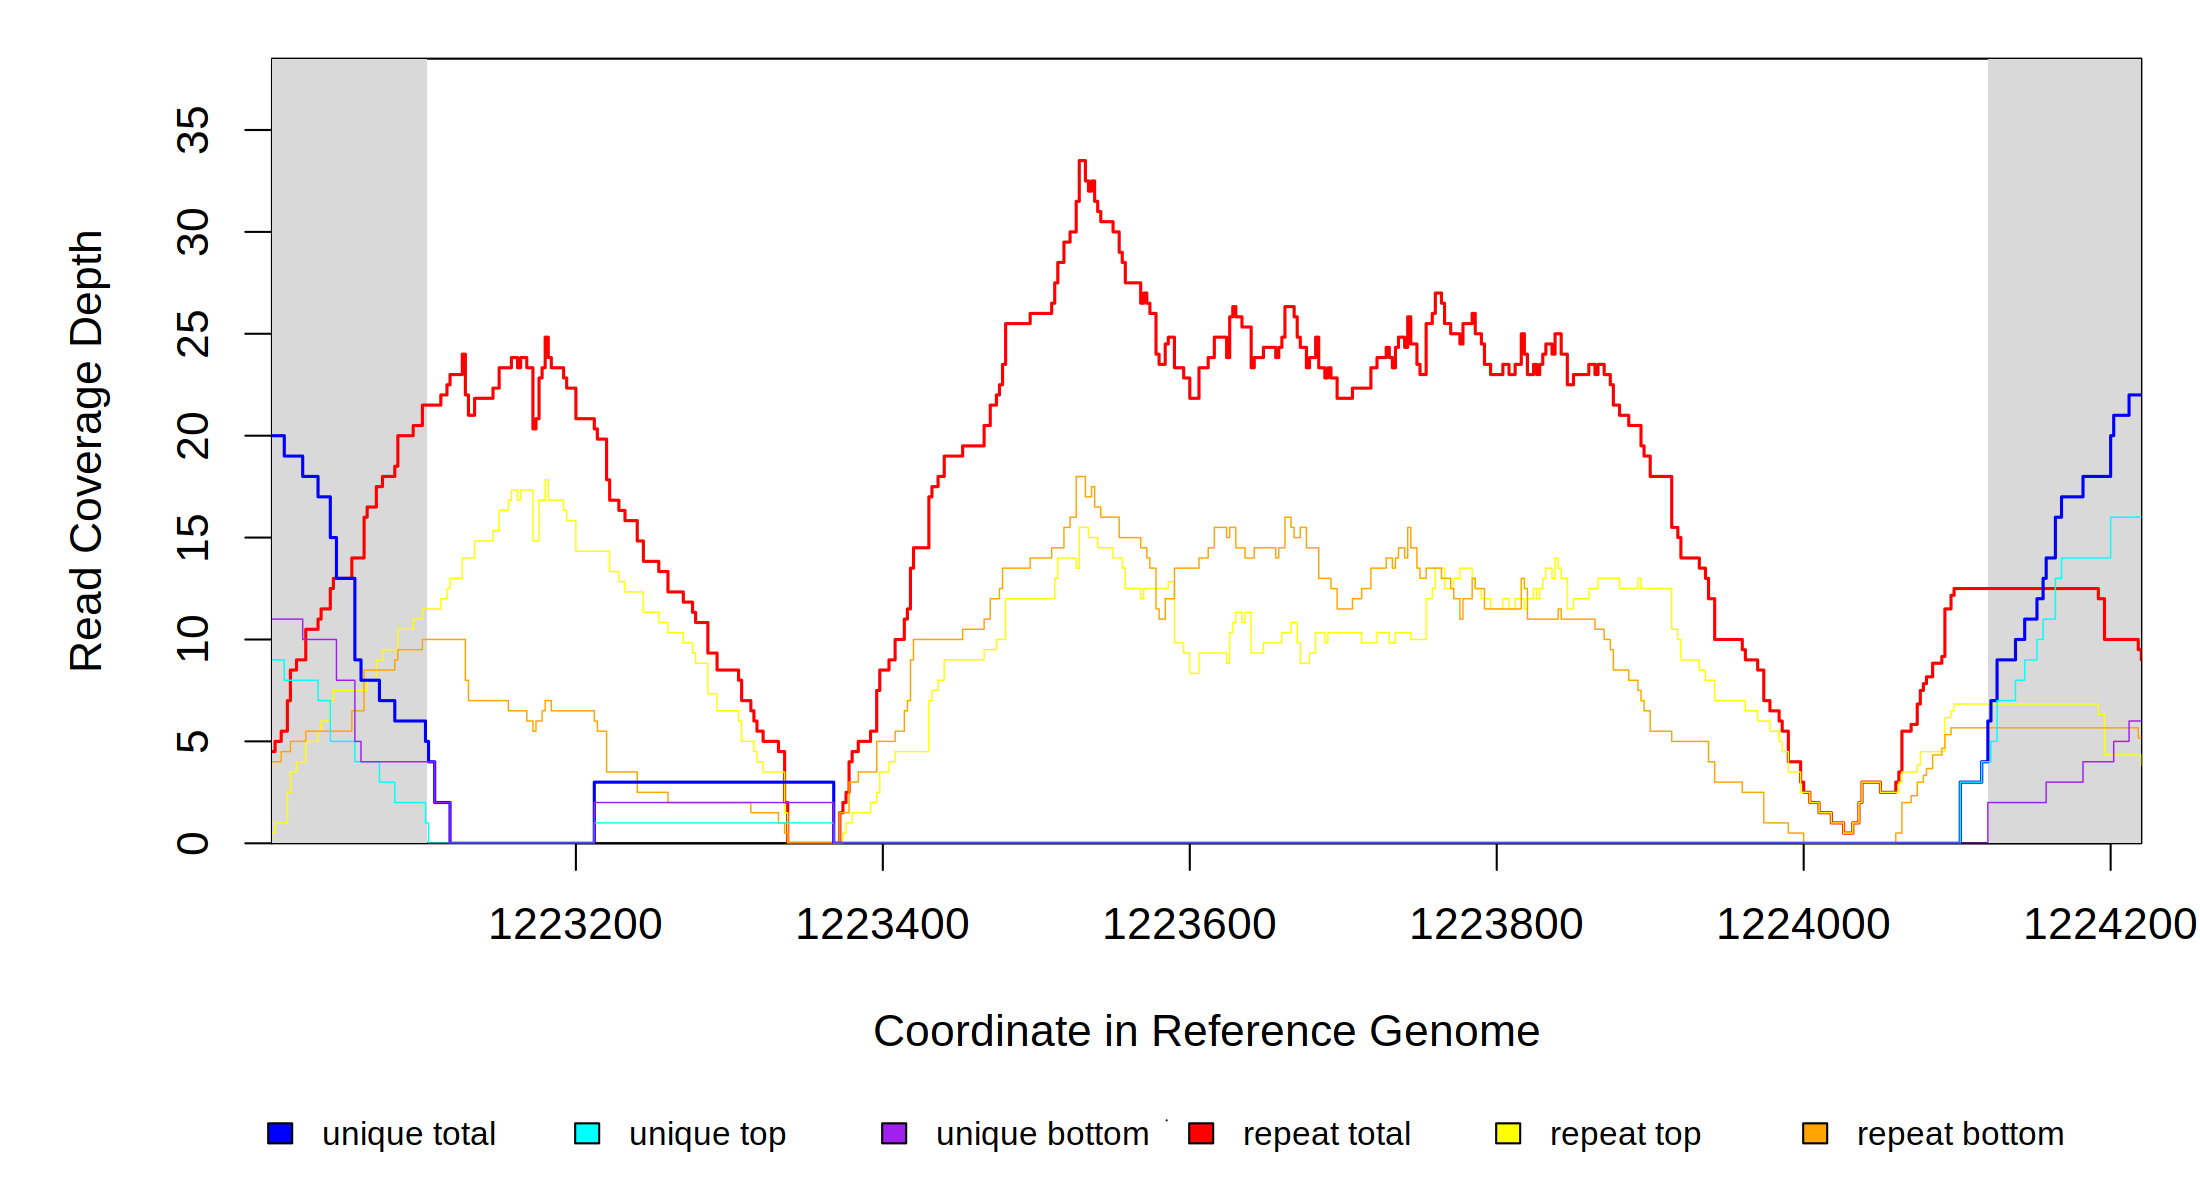 35
30
25
20
15
10
5
0
Read Coverage Depth
1223200 1223400 1223600 1223800 1224000 1224200
Coordinate in Reference Genome
unique total unique top unique bottom repeat total repeat top repeat bottom